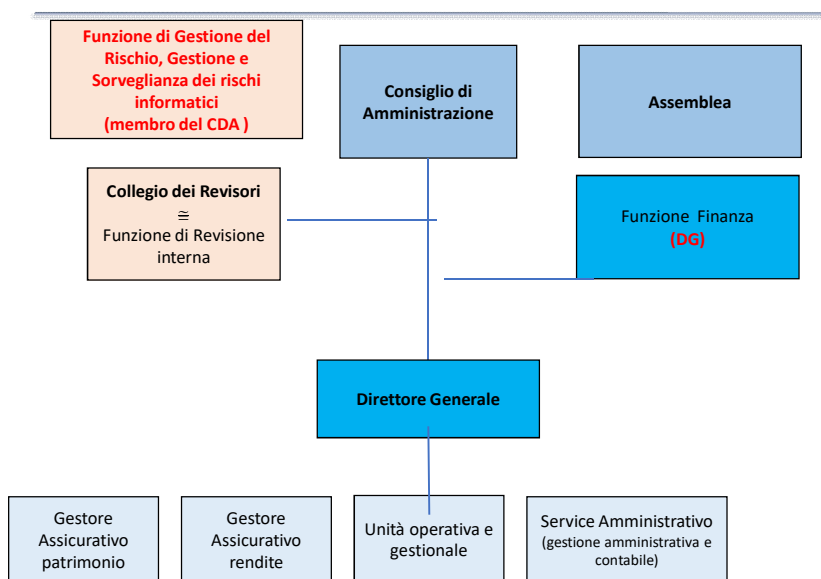 Funzione di Gestione del
Rischio, Gestione e
Sorveglianza dei rischi
informatici
(membro del CDA )
Consiglio di
Amministrazione
Assemblea
Collegio dei Revisori
≅
Funzione di Revisione
interna
Funzione Finanza
(DG)
Direttore Generale
Gestore
Assicurativo
patrimonio
Gestore
Assicurativo
rendite
Unità operativa e
gestionale
Service Amministrativo
(gestione amministrativa e
contabile)